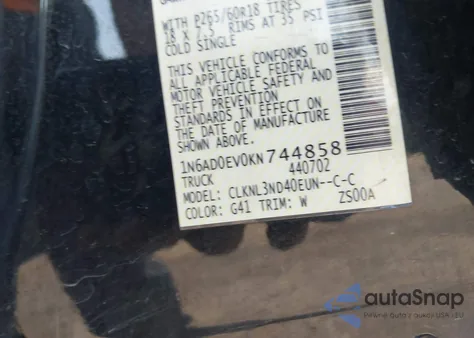 WITH P265/60R18 TIRES
18 X 7.5 RIMS AT 35 PSI
COLD SINGLE
THIS VEHICLE CONFORMS TO
ALL APPLICABLE FEDERAL
MOTOR VEHICLE SAFETY AND
THEFT PREVENTION
STANDARDS IN EFFECT ON
THE DATE OF MANUFACTURE
SHOWN ABOVE.
1N6AD0EV0KN744858
TRUCK 440702
MODEL: CLKNL3ND40EUN--C-C
COLOR: G41 TRIM: W ZS00A
autaSnap